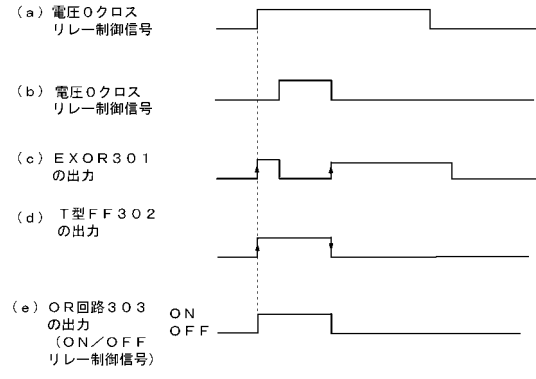 (a) 電圧0クロス
リレー制御信号
(b) 電圧0クロス
リレー制御信号
(c) EXOR301
の出力
(d) T型FF302
の出力
(e) OR回路303
の出力
(ON/OFF
リレー制御信号)
ON
OFF